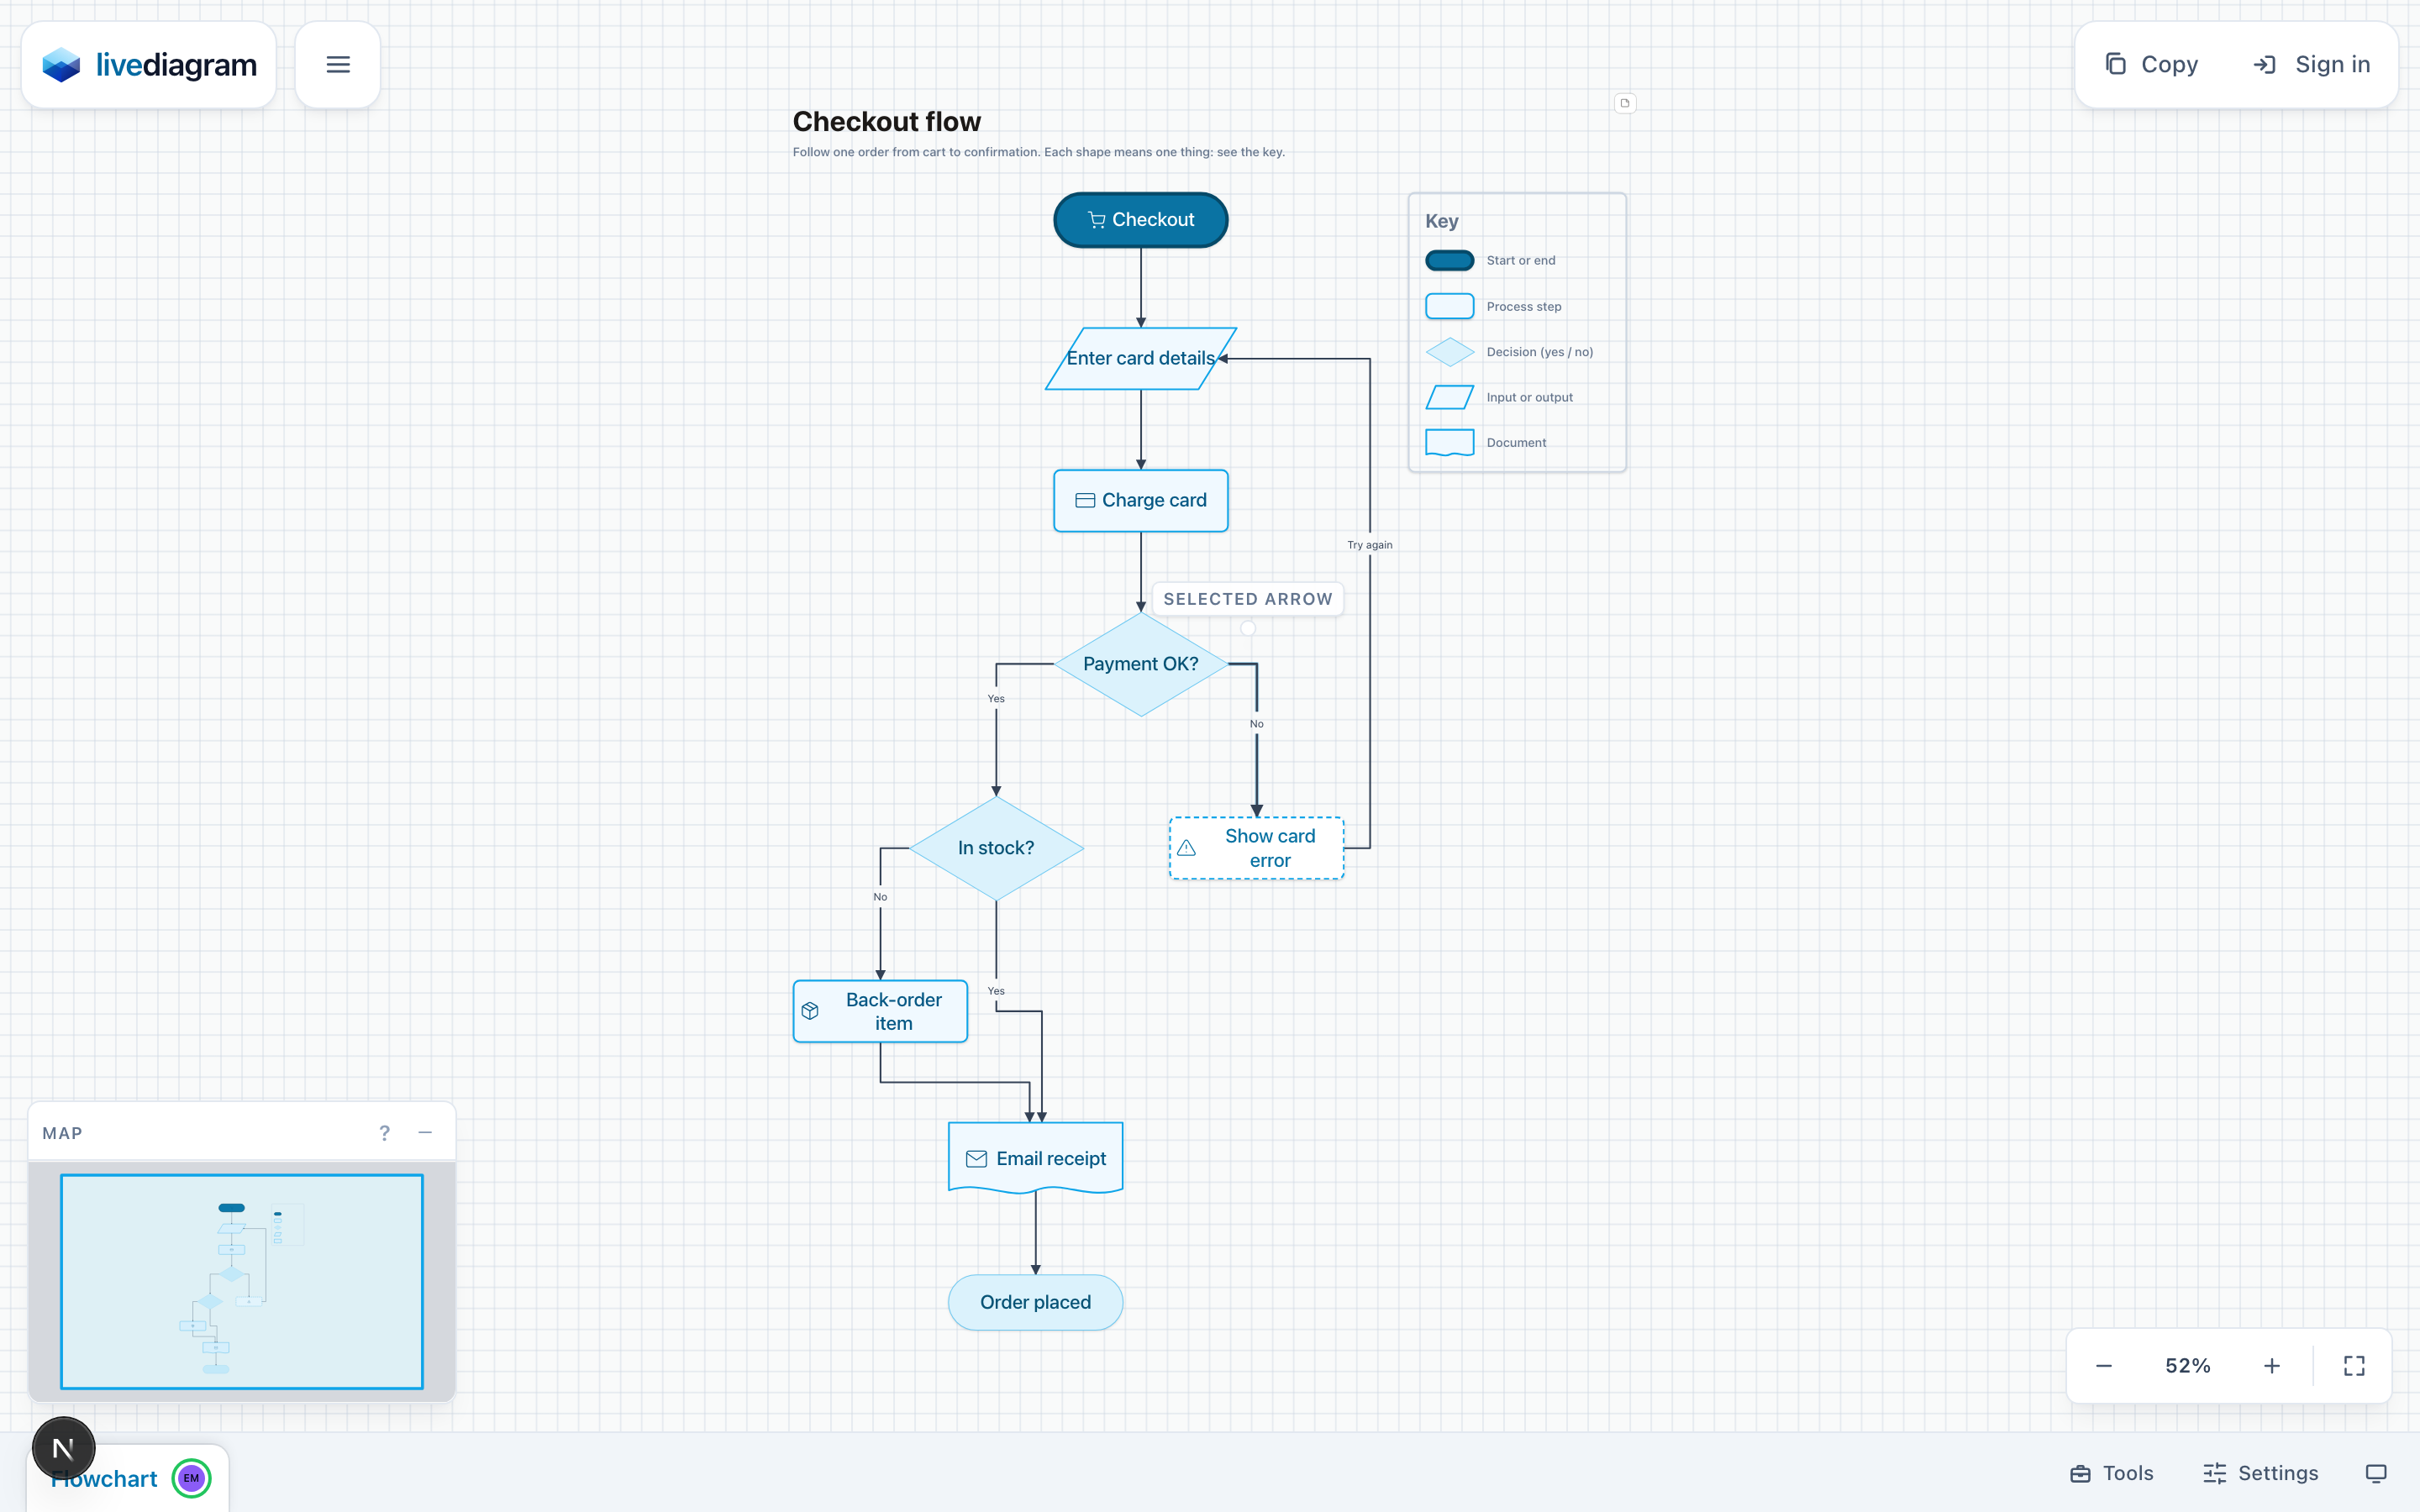 livediagram
Copy
Sign in
Checkout flow
Follow one order from cart to confirmation. Each shape means one thing: see the key.
Checkout
Key
Start or end
Process step
Decision (yes / no)
Input or output
Document
Enter card details
Charge card
Try again
SELECTED ARROW
Payment OK?
Yes
No
In stock?
Show card
error
No
Yes
Back-order
item
Email receipt
Order placed
MAP
?
52%
N
Flowchart
EM
Tools
Settings